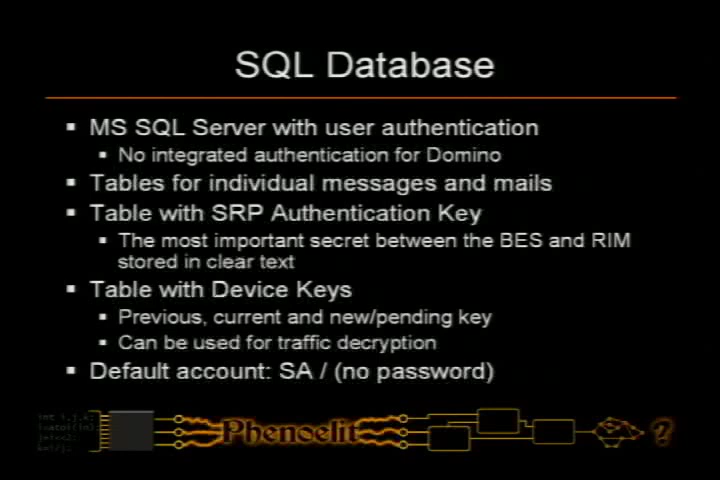 SQL Database
▪ MS SQL Server with user authentication
▪ No integrated authentication for Domino
▪ Tables for individual messages and mails
▪ Table with SRP Authentication Key
▪ The most important secret between the BES and RIM
stored in clear text
▪ Table with Device Keys
▪ Previous, current and new/pending key
▪ Can be used for traffic decryption
▪ Default account: SA / (no password)
int i,j,k;
Phenoelit
?